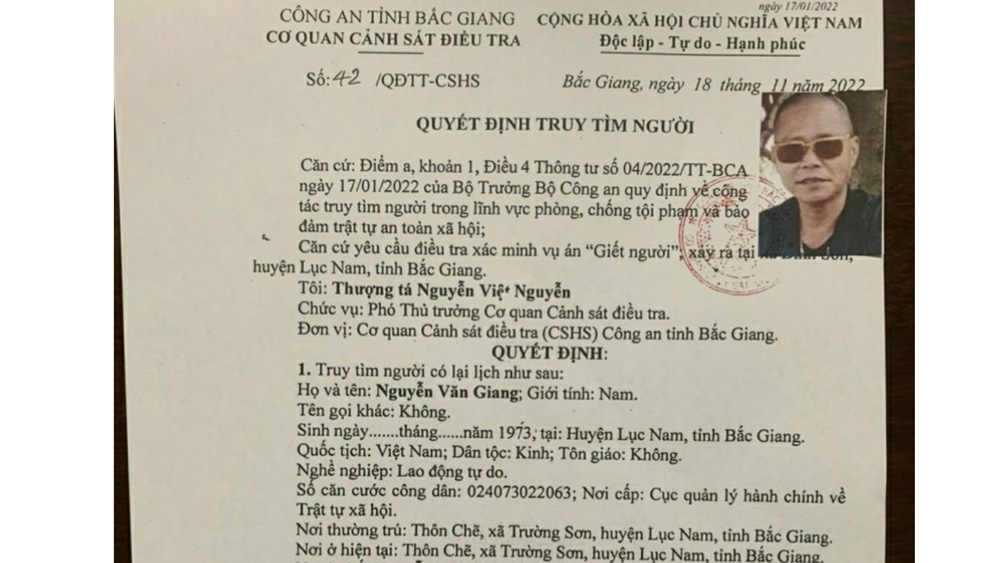 ngày 17/01/2022
CÔNG AN TỈNH BẮC GIANG
CỘNG HÒA XÃ HỘI CHỦ NGHĨA VIỆT NAM
CƠ QUAN CẢNH SÁT ĐIỀU TRA
Độc lập - Tự do - Hạnh phúc
Số: 42 /QĐTT-CSHS
Bắc Giang, ngày 18 tháng 11 năm 2022
QUYẾT ĐỊNH TRUY TÌM NGƯỜI
Căn cứ: Điểm a, khoản 1, Điều 4 Thông tư số 04/2022/TT-BCA
ngày 17/01/2022 của Bộ Trưởng Bộ Công an quy định về công
tác truy tìm người trong lĩnh vực phòng, chống tội phạm và bảo
đảm trật tự an toàn xã hội;
Căn cứ yêu cầu điều tra xác minh vụ án “Giết người”; xảy ra tại
huyện Lục Nam, tỉnh Bắc Giang.
Tôi: Thượng tá Nguyễn Việt Nguyễn
Chức vụ: Phó Thủ trưởng Cơ quan Cảnh sát điều tra.
Đơn vị: Cơ quan Cảnh sát điều tra (CSHS) Công an tỉnh Bắc Giang.
QUYẾT ĐỊNH:
1. Truy tìm người có lại lịch như sau:
Họ và tên: Nguyễn Văn Giang; Giới tính: Nam.
Tên gọi khác: Không.
Sinh ngày.......tháng......năm 1973, tại: Huyện Lục Nam, tỉnh Bắc Giang.
Quốc tịch: Việt Nam; Dân tộc: Kinh; Tôn giáo: Không.
Nghề nghiệp: Lao động tự do.
Số căn cước công dân: 024073022063; Nơi cấp: Cục quản lý hành chính về
Trật tự xã hội.
Nơi thường trú: Thôn Chẽ, xã Trường Sơn, huyện Lục Nam, tỉnh Bắc Giang.
Nơi ở hiện tại: Thôn Chẽ, xã Trường Sơn, huyện Lục Nam, tỉnh Bắc Giang.